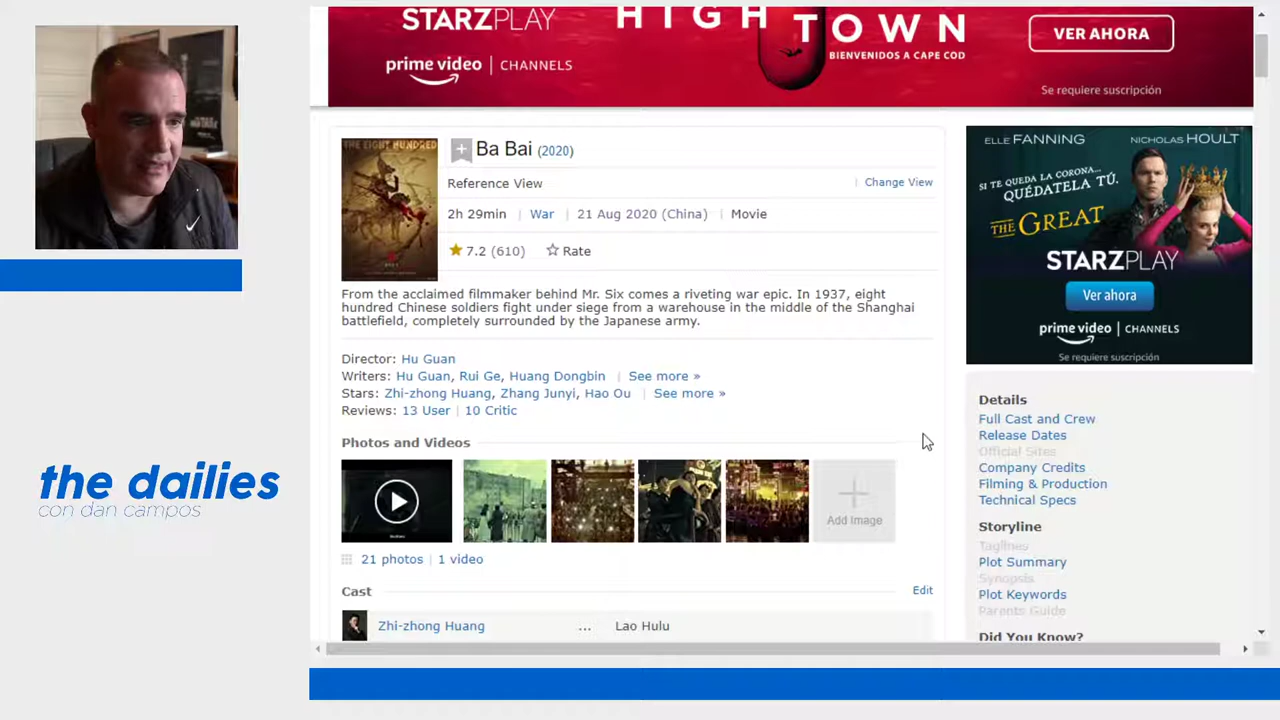 STARZPLAY
HIGH TOWN
prime video | CHANNELS
BIENVENIDOS A CAPE COD
VER AHORA
Se requiere suscripción
THE EIGHT HUNDRED
Ba Bai (2020)
Reference View
Change View
2h 29min | War | 21 Aug 2020 (China) | Movie
7.2 (610) Rate
From the acclaimed filmmaker behind Mr. Six comes a riveting war epic. In 1937, eight
hundred Chinese soldiers fight under siege from a warehouse in the middle of the Shanghai
battlefield, completely surrounded by the Japanese army.
Director: Hu Guan
Writers: Hu Guan, Rui Ge, Huang Dongbin | See more »
Stars: Zhi-zhong Huang, Zhang Junyi, Hao Ou | See more »
Reviews: 13 User | 10 Critic
Photos and Videos
Add Image
21 photos | 1 video
Cast
Edit
Zhi-zhong Huang ... Lao Hulu
ELLE FANNING NICHOLAS HOULT
SI TE QUEDA LA CORONA...
QUÉDATELA TÚ.
THE GREAT
STARZPLAY
Ver ahora
prime video | CHANNELS
Se requiere suscripción
Details
Full Cast and Crew
Release Dates
Official Sites
Company Credits
Filming & Production
Technical Specs
Storyline
Taglines
Plot Summary
Synopsis
Plot Keywords
Parents Guide
Did You Know?
the dailies
con dan campos